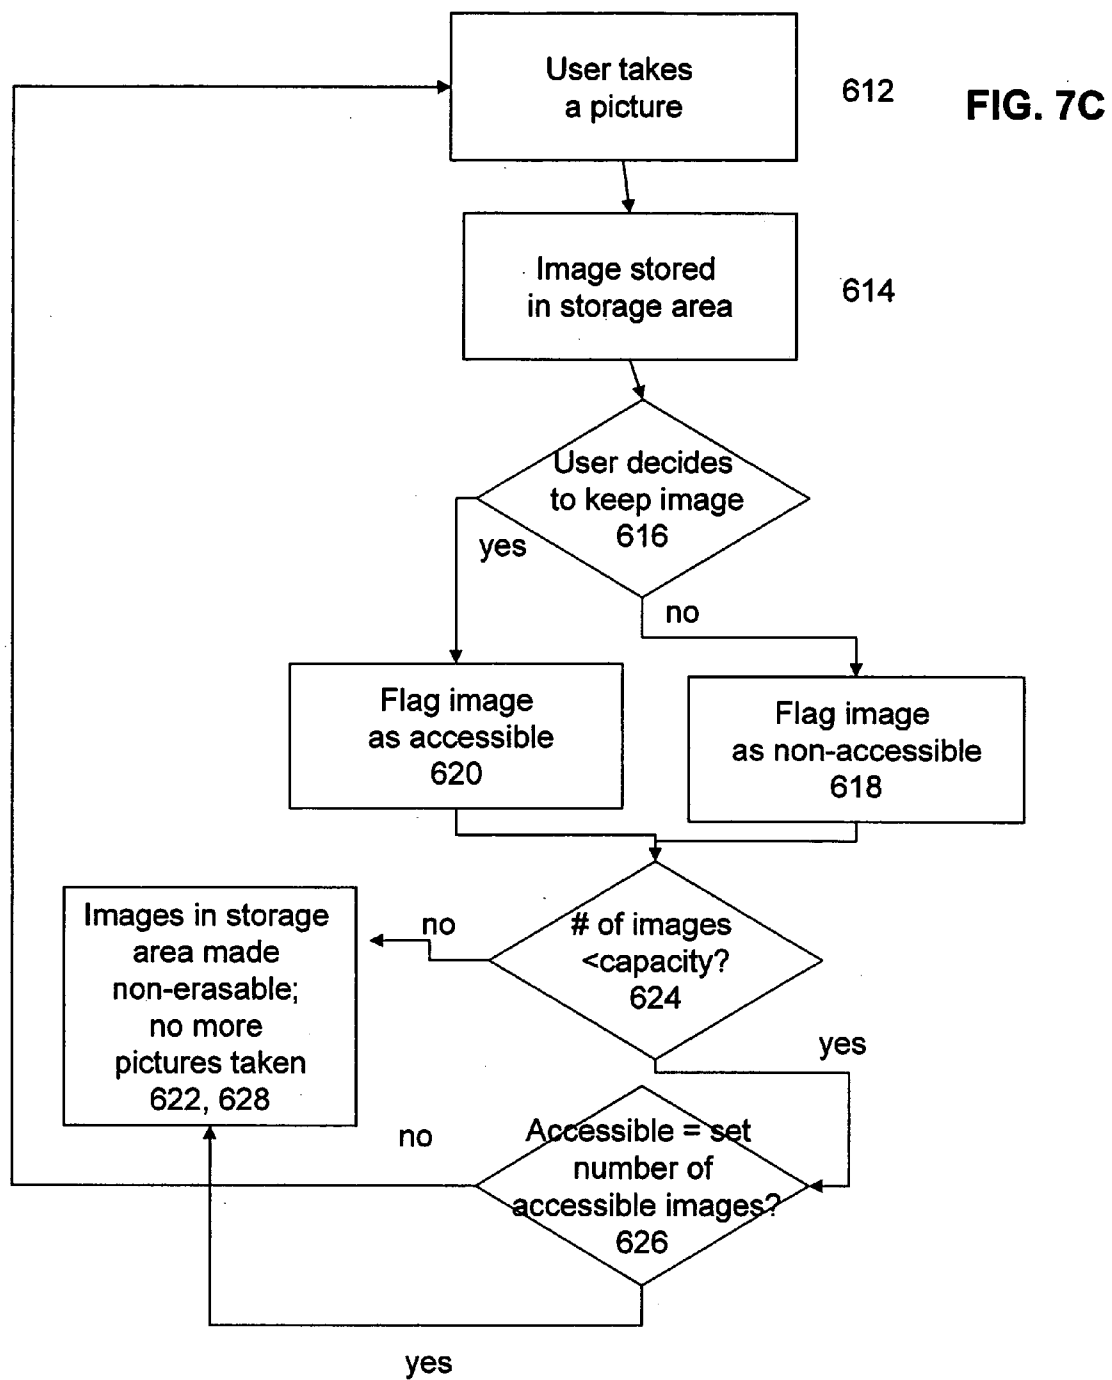 User takes
a picture
612
FIG. 7C
Image stored
in storage area
614
User decides
to keep image
616
yes
no
Flag image
as accessible
620
Flag image
as non-accessible
618
Images in storage
area made
non-erasable;
no more
pictures taken
622, 628
no
# of images
<capacity?
624
yes
no
Accessible = set
number of
accessible images?
626
yes